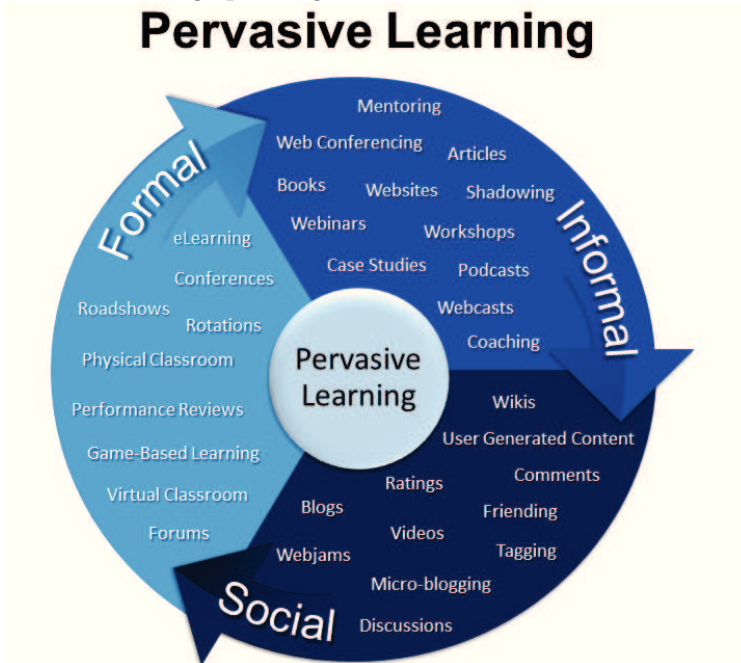 Pervasive Learning
Formal
eLearning
Conferences
Roadshows
Rotations
Physical Classroom
Performance Reviews
Game-Based Learning
Virtual Classroom
Forums
Informal
Mentoring
Web Conferencing
Articles
Books
Websites
Shadowing
Webinars
Workshops
Case Studies
Podcasts
Webcasts
Coaching
Pervasive
Learning
Social
Wikis
User Generated Content
Comments
Ratings
Friending
Blogs
Videos
Tagging
Webjams
Micro-blogging
Discussions